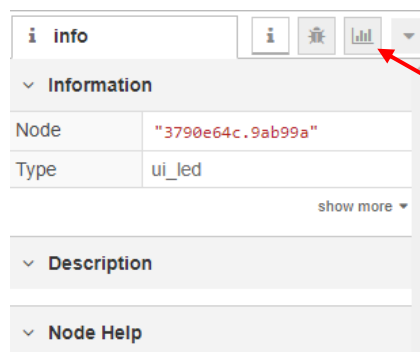 i info i
Information
Node "3790e64c.9ab99a"
Type ui_led
show more
Description
Node Help